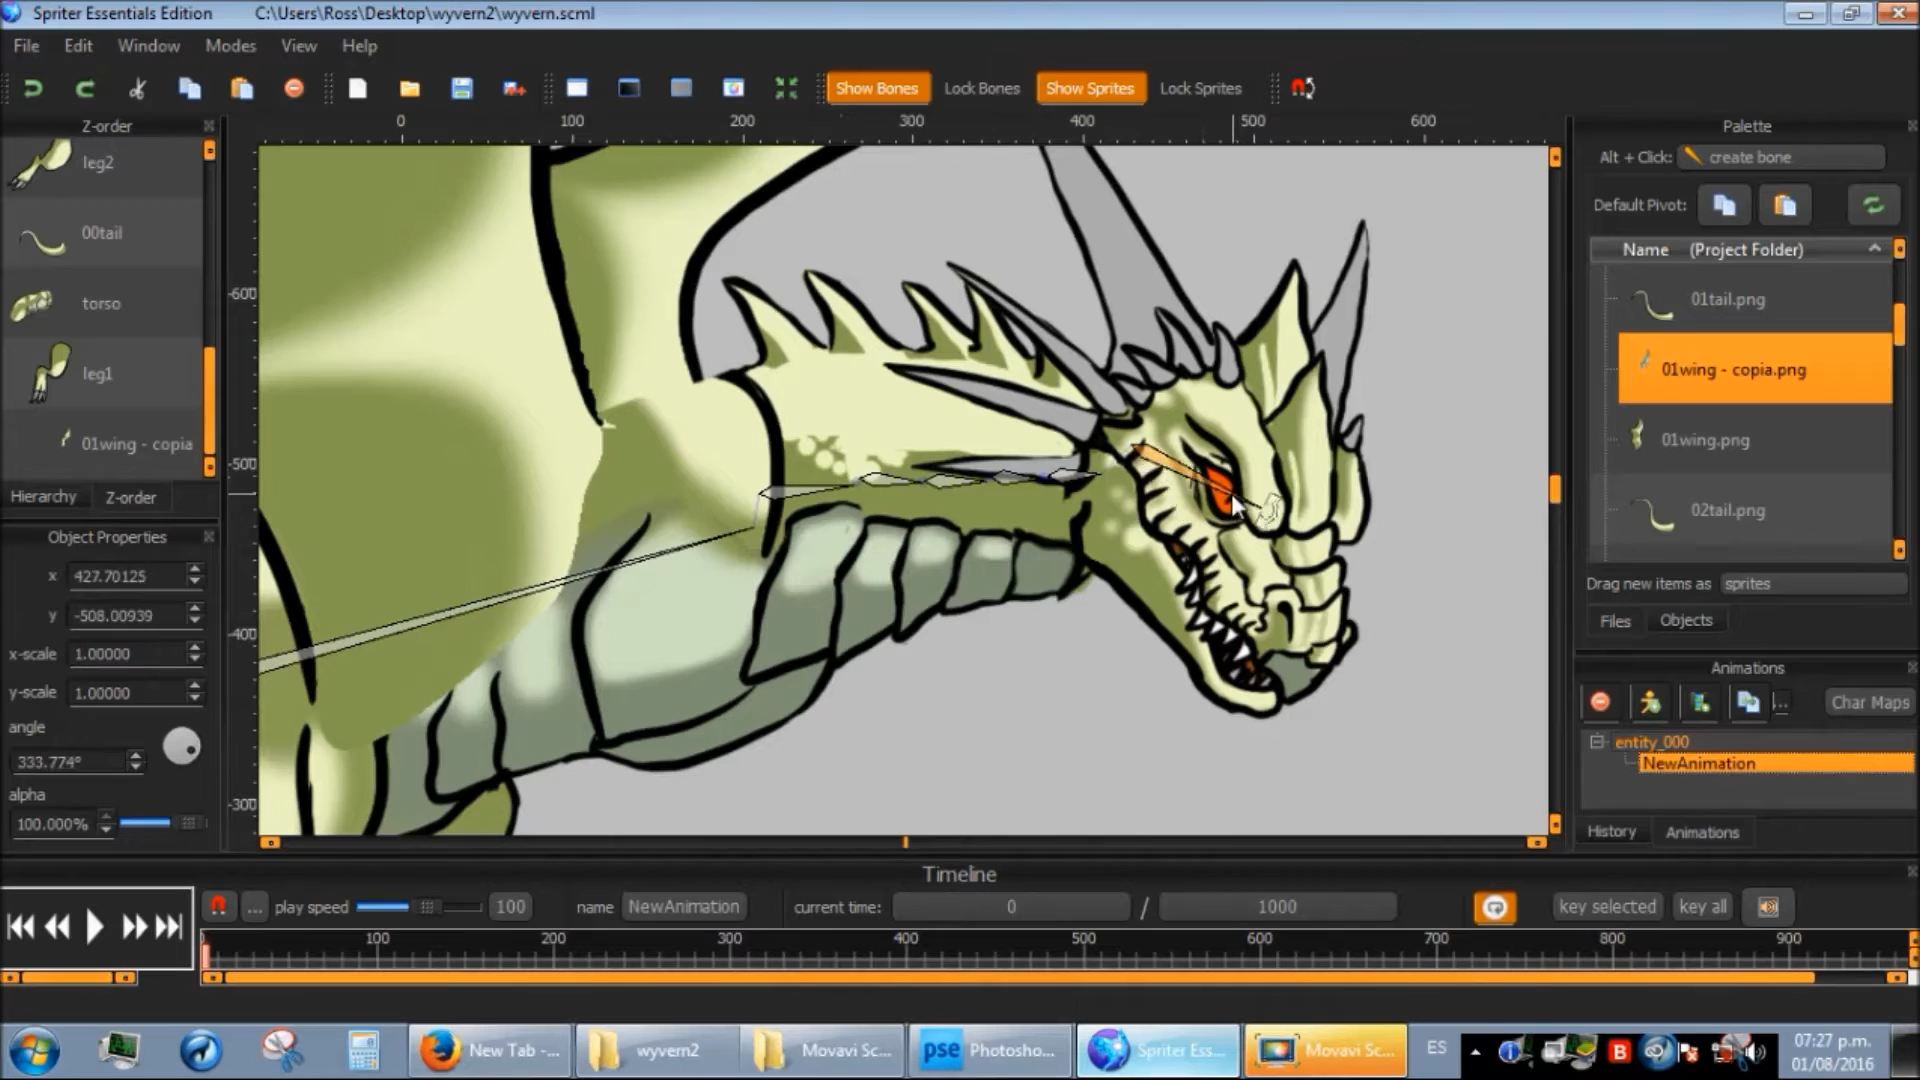 Spriter Essentials Edition C:\Users\Ross\Desktop\wyvern2\wyvern.scml
File Edit Window Modes View Help
Show Bones Lock Bones Show Sprites Lock Sprites
Z-order
leg2
00tail
torso
leg1
01wing - copia
Hierarchy Z-order
Object Properties
x 427.70125
y -508.00939
x-scale 1.00000
y-scale 1.00000
angle
333.774°
alpha
100.000%
0 100 200 300 400 500 600
-600
-500
-400
-300
Palette
Alt + Click: create bone
Default Pivot:
Name (Project Folder)
01tail.png
01wing - copia.png
01wing.png
02tail.png
Drag new items as sprites
Files Objects
Animations
... Char Maps
entity_000
NewAnimation
History Animations
Timeline
... play speed 100 name NewAnimation current time: 0 / 1000 key selected key all
100 200 300 400 500 600 700 800 900
New Tab -... wyvern2 Movavi Sc... pse Photosho... Spriter Ess... Movavi Sc... ES 07:27 p.m.
01/08/2016